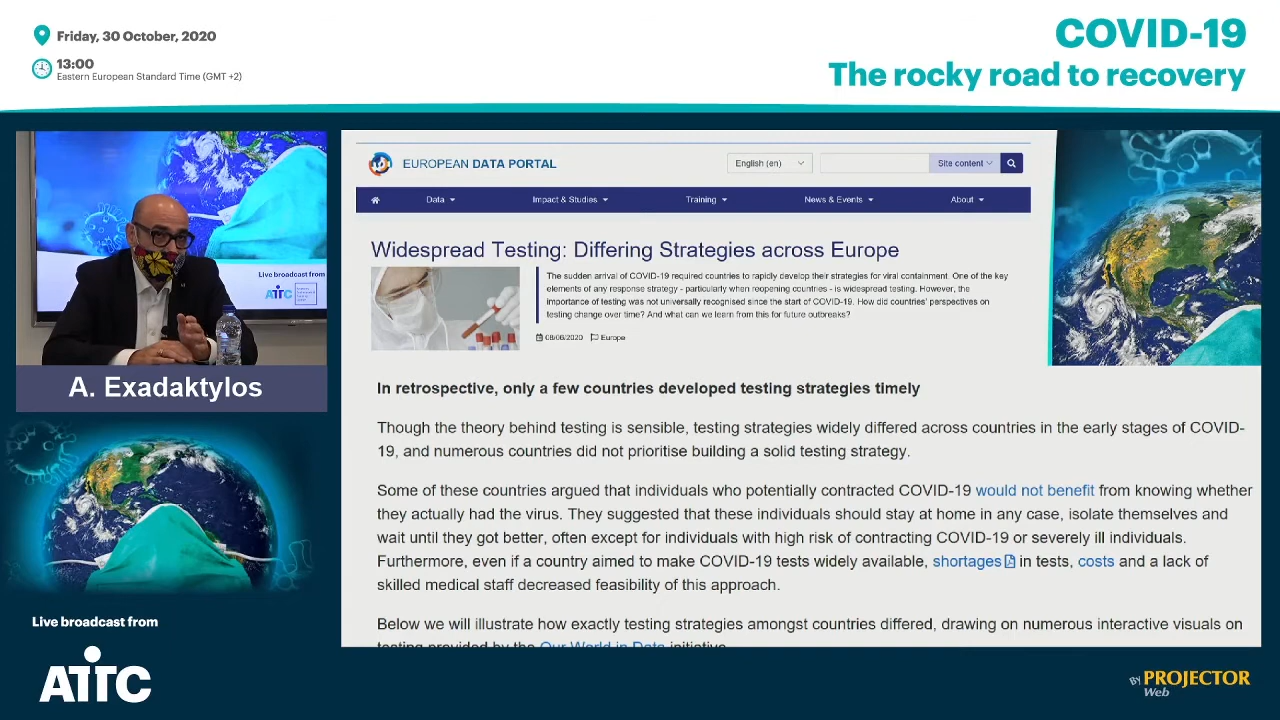 Friday, 30 October, 2020
13:00
Eastern European Standard Time (GMT +2)
COVID-19
The rocky road to recovery
Live broadcast from
ATTC
A. Exadaktylos
Live broadcast from
ATTC
EUROPEAN DATA PORTAL
English (en)
Site content
Data
Impact & Studies
Training
News & Events
About
Widespread Testing: Differing Strategies across Europe
The sudden arrival of COVID-19 required countries to rapidly develop their strategies for viral containment. One of the key
elements of any response strategy - particularly when reopening countries - is widespread testing. However, the
importance of testing was not universally recognised since the start of COVID-19. How did countries' perspectives on
testing change over time? And what can we learn from this for future outbreaks?
08/06/2020 Europe
In retrospective, only a few countries developed testing strategies timely
Though the theory behind testing is sensible, testing strategies widely differed across countries in the early stages of COVID-
19, and numerous countries did not prioritise building a solid testing strategy.
Some of these countries argued that individuals who potentially contracted COVID-19 would not benefit from knowing whether
they actually had the virus. They suggested that these individuals should stay at home in any case, isolate themselves and
wait until they got better, often except for individuals with high risk of contracting COVID-19 or severely ill individuals.
Furthermore, even if a country aimed to make COVID-19 tests widely available, shortages in tests, costs and a lack of
skilled medical staff decreased feasibility of this approach.
Below we will illustrate how exactly testing strategies amongst countries differed, drawing on numerous interactive visuals on
testing provided by the Our World in Data initiative.
BY PROJECTOR
Web